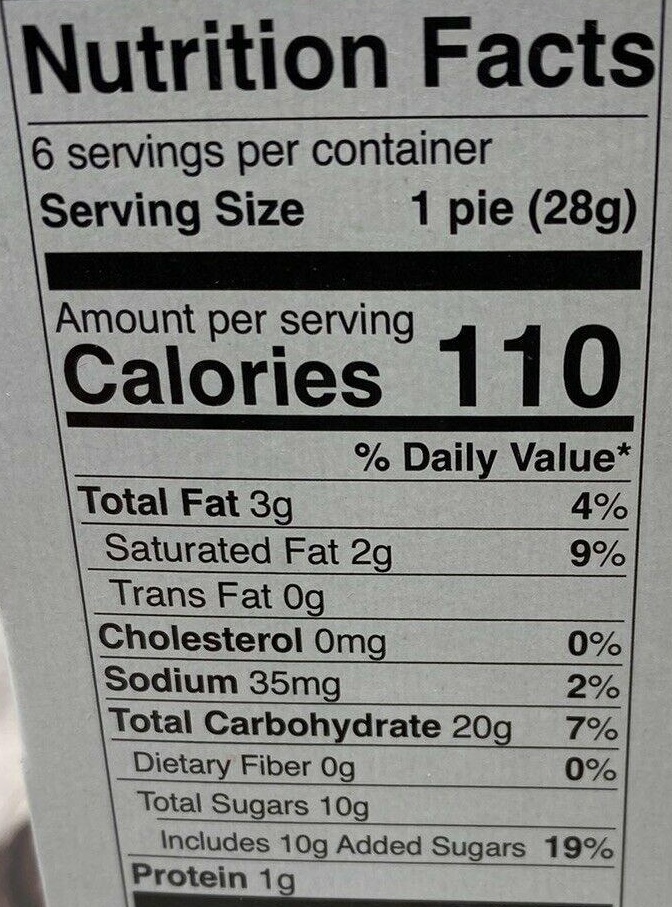 Nutrition Facts
6 servings per container
Serving Size 1 pie (28g)
Amount per serving
Calories 110
% Daily Value*
Total Fat 3g 4%
Saturated Fat 2g 9%
Trans Fat 0g
Cholesterol 0mg 0%
Sodium 35mg 2%
Total Carbohydrate 20g 7%
Dietary Fiber 0g 0%
Total Sugars 10g
Includes 10g Added Sugars 19%
Protein 1g